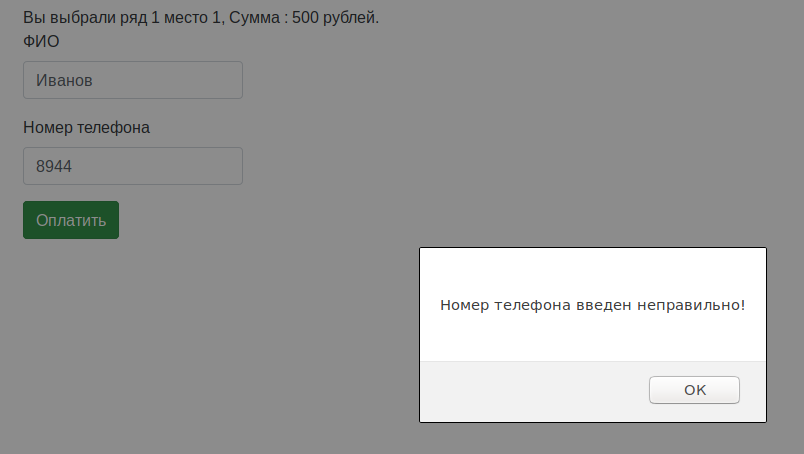 Вы выбрали ряд 1 место 1, Сумма : 500 рублей.
ФИО
Иванов
Номер телефона
8944
Оплатить
Номер телефона введен неправильно!
OK